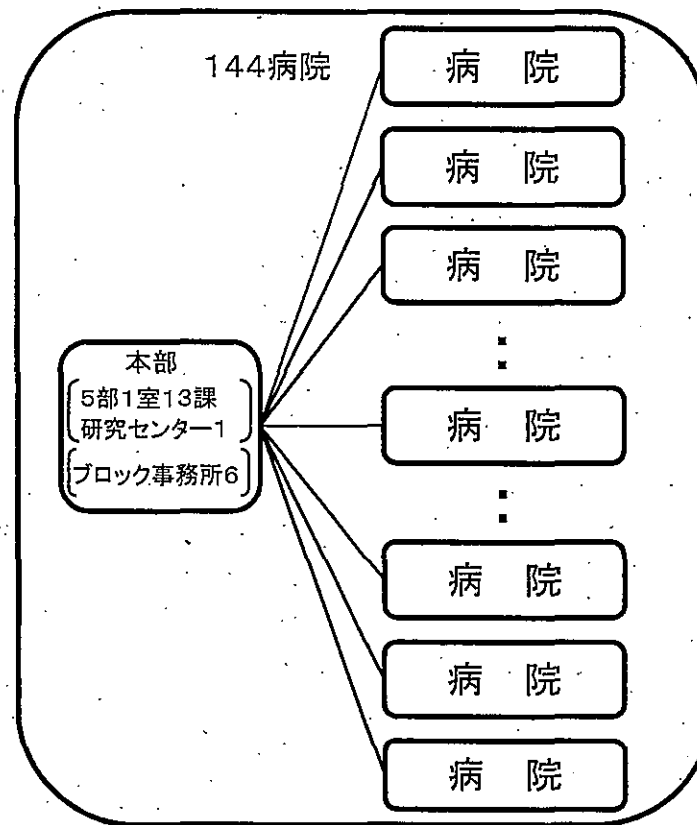 144病院
病 院
病 院
病 院
本部
5部1室13課
研究センター1
ブロック事務所6
病 院
病 院
病 院
病 院